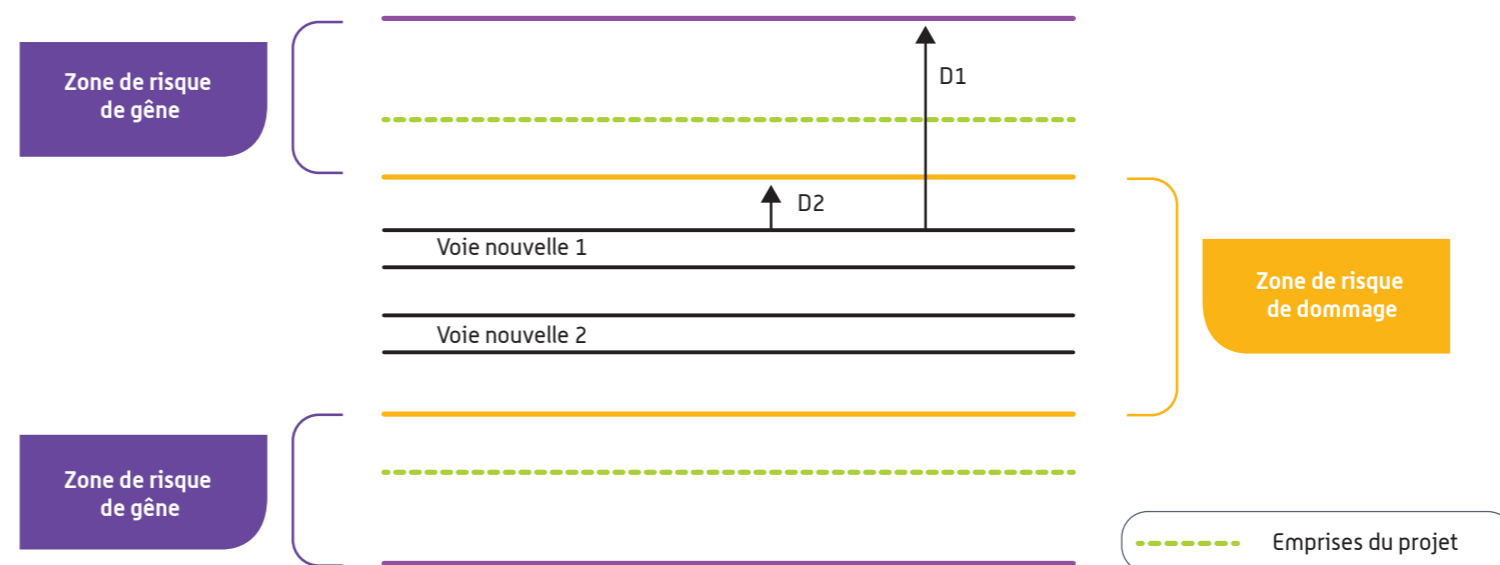 Zone de risque
de gêne
D1
D2
Voie nouvelle 1
Voie nouvelle 2
Zone de risque
de dommage
Zone de risque
de gêne
Emprises du projet